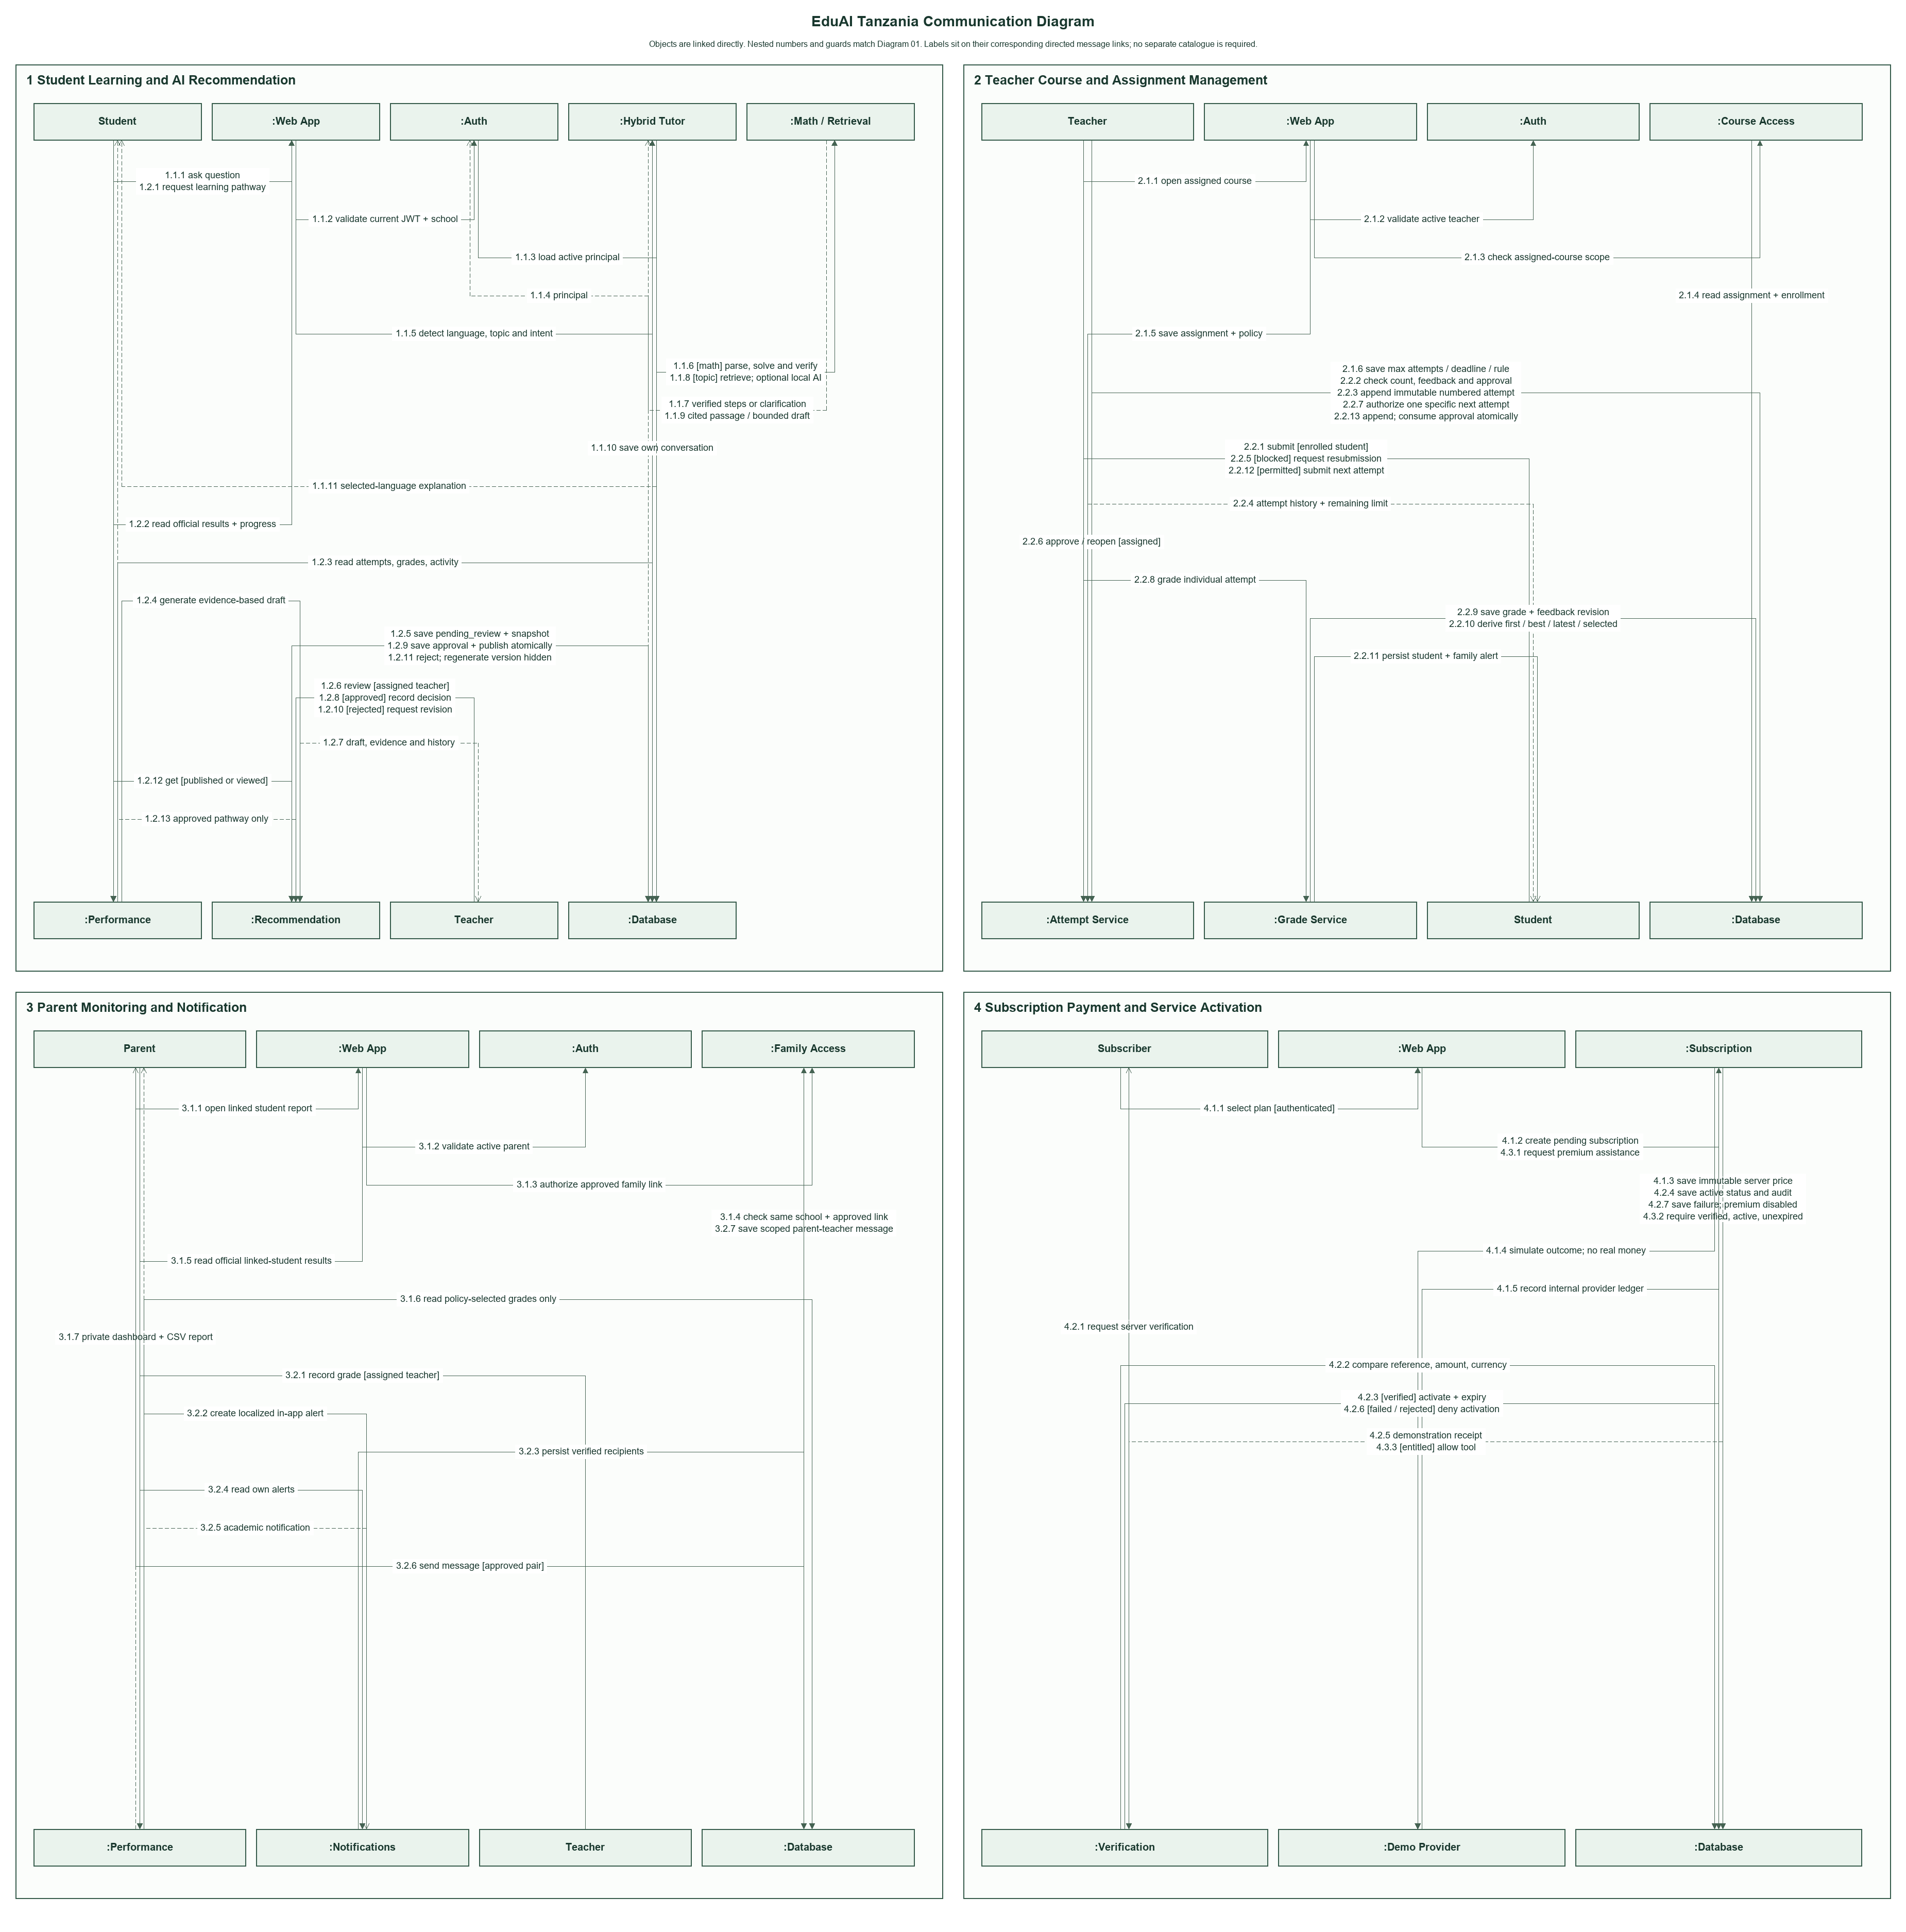 EduAI Tanzania Communication Diagram
Objects are linked directly. Nested numbers and guards match Diagram 01. Labels sit on their corresponding directed message links; no separate catalogue is required.
1 Student Learning and AI Recommendation
Student
:Web App
:Auth
:Hybrid Tutor
:Math / Retrieval
1.1.1 ask question
1.2.1 request learning pathway
1.1.2 validate current JWT + school
1.1.3 load active principal
1.1.4 principal
1.1.5 detect language, topic and intent
1.1.6 [math] parse, solve and verify
1.1.8 [topic] retrieve; optional local AI
1.1.7 verified steps or clarification
1.1.9 cited passage / bounded draft
1.1.10 save own conversation
1.1.11 selected-language explanation
1.2.2 read official results + progress
1.2.3 read attempts, grades, activity
1.2.4 generate evidence-based draft
1.2.5 save pending_review + snapshot
1.2.9 save approval + publish atomically
1.2.11 reject; regenerate version hidden
1.2.6 review [assigned teacher]
1.2.8 [approved] record decision
1.2.10 [rejected] request revision
1.2.7 draft, evidence and history
1.2.12 get [published or viewed]
1.2.13 approved pathway only
:Performance
:Recommendation
Teacher
:Database
2 Teacher Course and Assignment Management
Teacher
:Web App
:Auth
:Course Access
2.1.1 open assigned course
2.1.2 validate active teacher
2.1.3 check assigned-course scope
2.1.4 read assignment + enrollment
2.1.5 save assignment + policy
2.1.6 save max attempts / deadline / rule
2.2.2 check count, feedback and approval
2.2.3 append immutable numbered attempt
2.2.7 authorize one specific next attempt
2.2.13 append; consume approval atomically
2.2.1 submit [enrolled student]
2.2.5 [blocked] request resubmission
2.2.12 [permitted] submit next attempt
2.2.4 attempt history + remaining limit
2.2.6 approve / reopen [assigned]
2.2.8 grade individual attempt
2.2.9 save grade + feedback revision
2.2.10 derive first / best / latest / selected
2.2.11 persist student + family alert
:Attempt Service
:Grade Service
Student
:Database
3 Parent Monitoring and Notification
Parent
:Web App
:Auth
:Family Access
3.1.1 open linked student report
3.1.2 validate active parent
3.1.3 authorize approved family link
3.1.4 check same school + approved link
3.2.7 save scoped parent-teacher message
3.1.5 read official linked-student results
3.1.6 read policy-selected grades only
3.1.7 private dashboard + CSV report
3.2.1 record grade [assigned teacher]
3.2.2 create localized in-app alert
3.2.3 persist verified recipients
3.2.4 read own alerts
3.2.5 academic notification
3.2.6 send message [approved pair]
:Performance
:Notifications
Teacher
:Database
4 Subscription Payment and Service Activation
Subscriber
:Web App
:Subscription
4.1.1 select plan [authenticated]
4.1.2 create pending subscription
4.3.1 request premium assistance
4.1.3 save immutable server price
4.2.4 save active status and audit
4.2.7 save failure; premium disabled
4.3.2 require verified, active, unexpired
4.1.4 simulate outcome; no real money
4.1.5 record internal provider ledger
4.2.1 request server verification
4.2.2 compare reference, amount, currency
4.2.3 [verified] activate + expiry
4.2.6 [failed / rejected] deny activation
4.2.5 demonstration receipt
4.3.3 [entitled] allow tool
:Verification
:Demo Provider
:Database